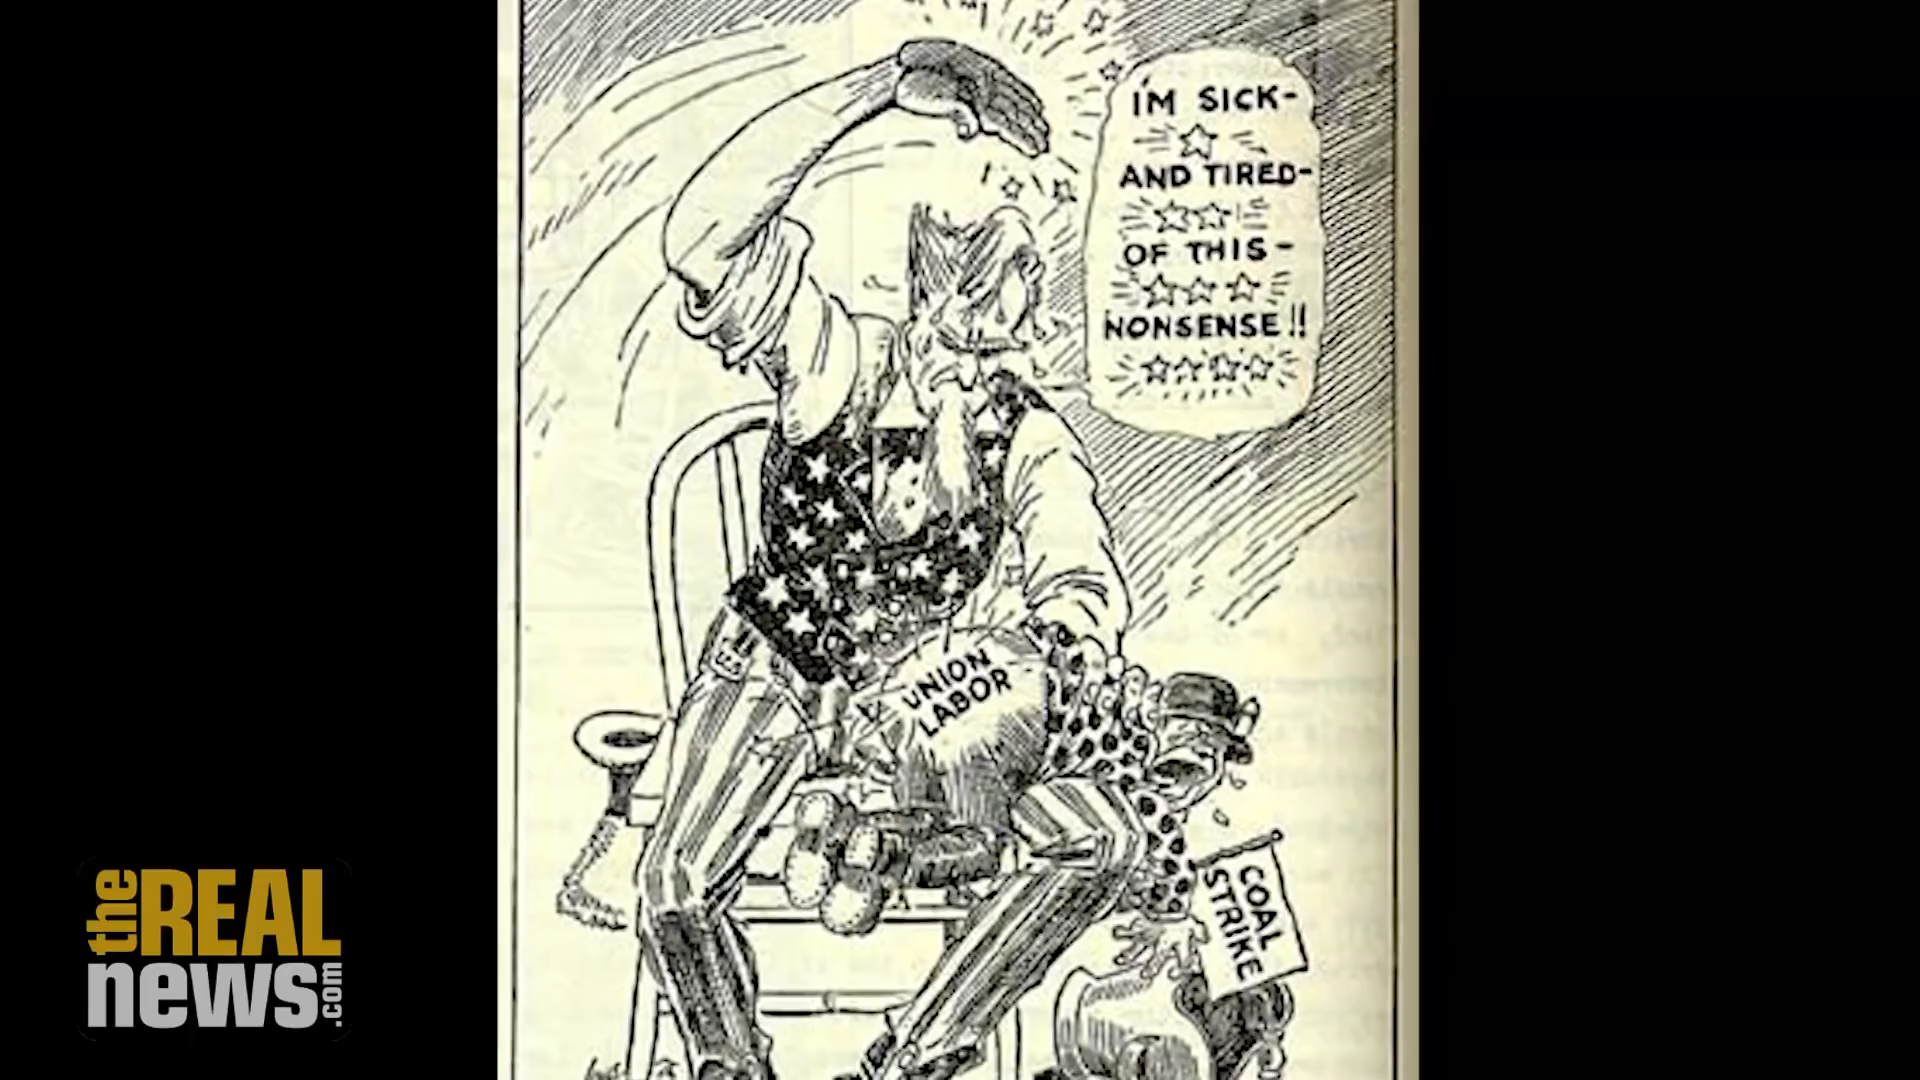 I'M SICK-
AND TIRED-
OF THIS-
NONSENSE!!
UNION
LABOR
COAL
STRIKE
the REAL
news.com